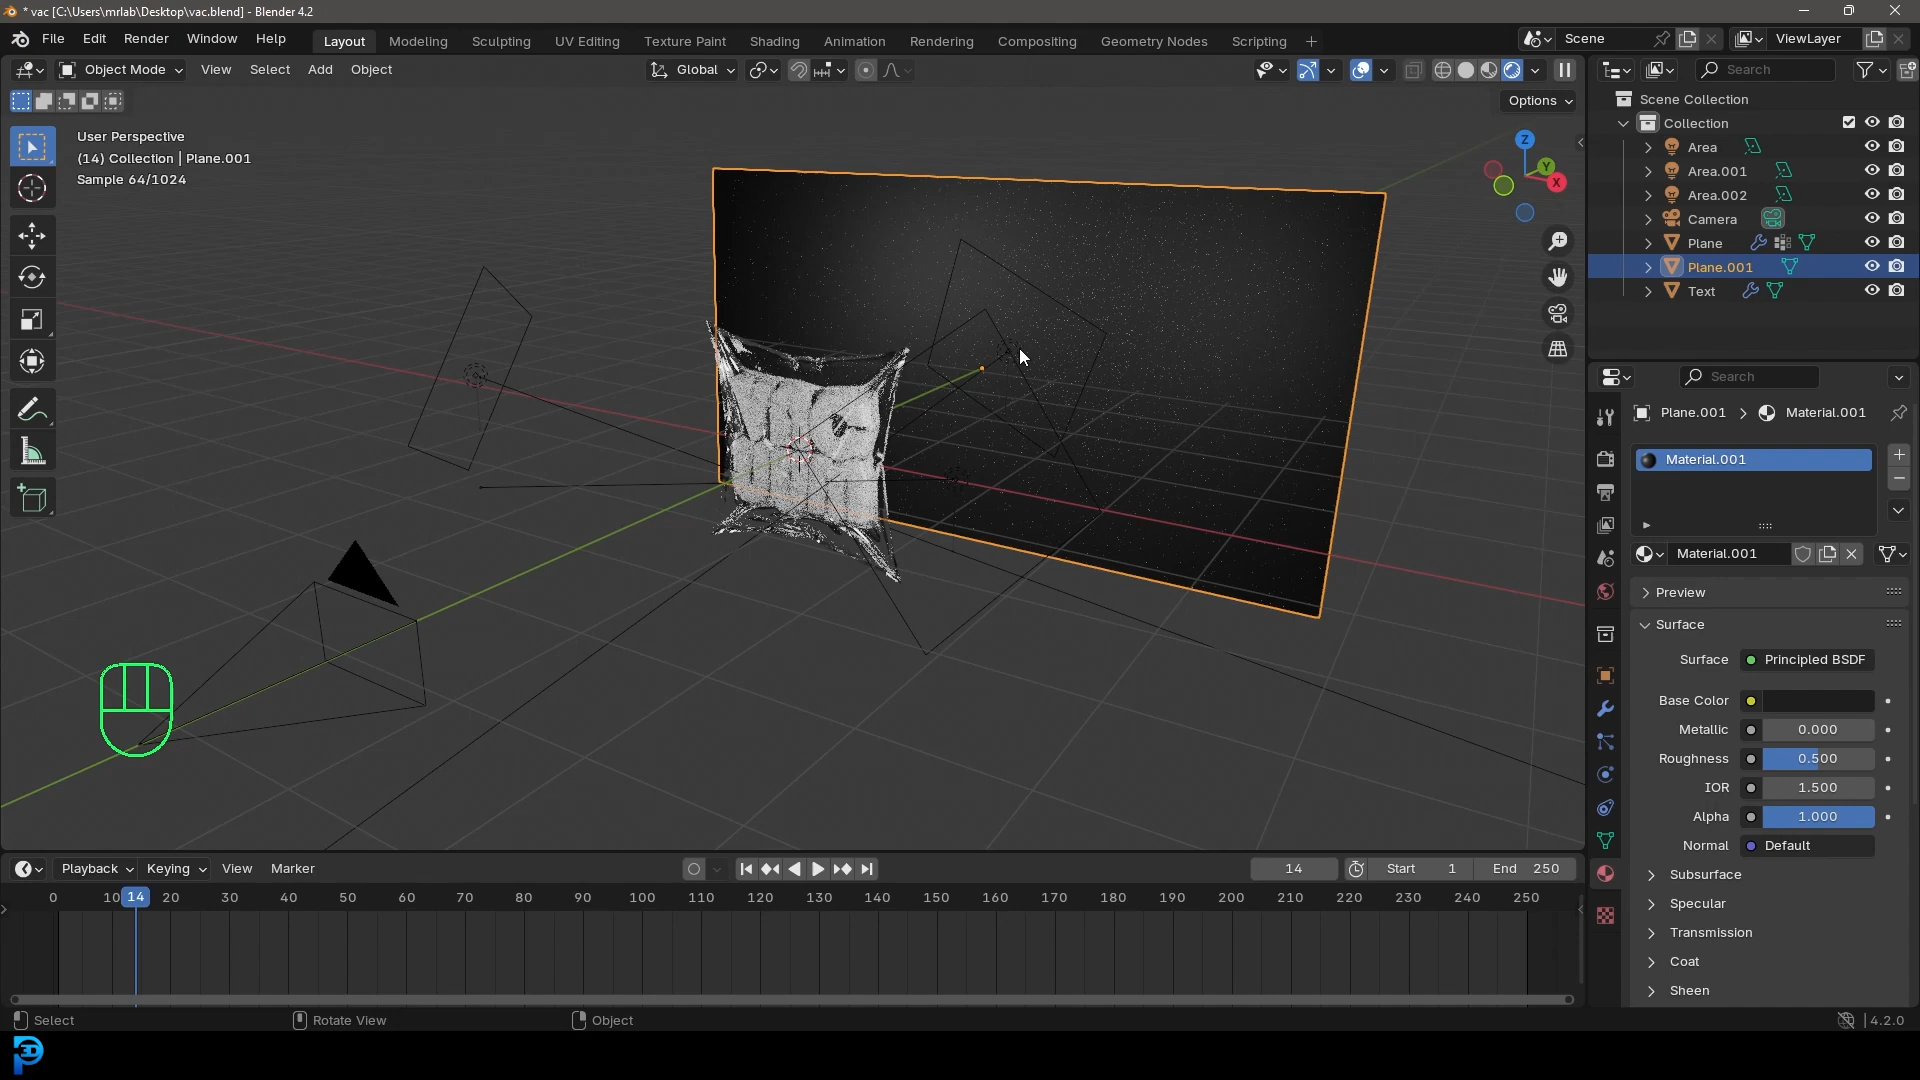 * vac [C:\Users\mrlab\Desktop\vac.blend] - Blender 4.2
File Edit Render Window Help Layout Modeling Sculpting UV Editing Texture Paint Shading Animation Rendering Compositing Geometry Nodes Scripting + Scene ViewLayer
Object Mode View Select Add Object Global Search
Options
User Perspective
(14) Collection | Plane.001
Sample 64/1024
Z
Y
X
Scene Collection
Collection
Area
Area.001
Area.002
Camera
Plane
Plane.001
Text
Search
Plane.001 > Material.001
Material.001
Material.001
Preview
Surface
Surface Principled BSDF
Base Color
Metallic 0.000
Roughness 0.500
IOR 1.500
Alpha 1.000
Normal Default
Subsurface
Specular
Transmission
Coat
Sheen
Playback Keying View Marker 14 Start 1 End 250
0 10 14 20 30 40 50 60 70 80 90 100 110 120 130 140 150 160 170 180 190 200 210 220 230 240 250
Select Rotate View Object 4.2.0
3D